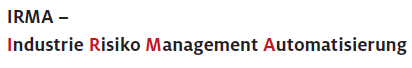 IRMA –
Industrie Risiko Management Automatisierung